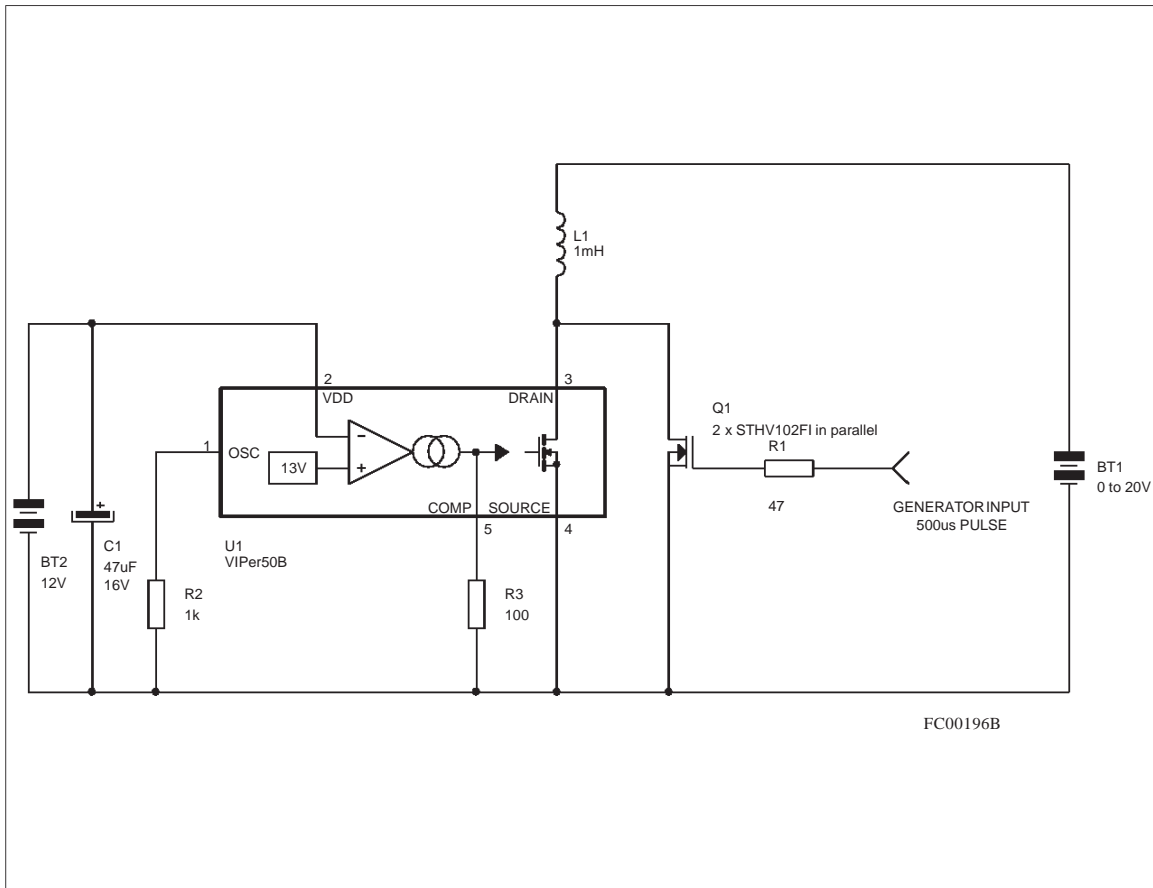 L1
1mH
2
3
VDD
DRAIN
Q1
2 x STHV102FI in parallel
R1
-
1
OSC
13V
+
BT1
0 to 20V
COMP
SOURCE
47
GENERATOR INPUT
500us PULSE
5
4
+
U1
VIPer50B
C1
47uF
16V
BT2
12V
R2
1k
R3
100
FC00196B